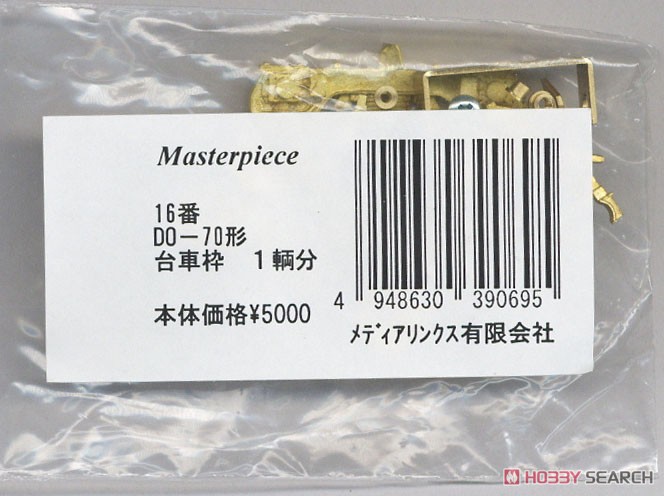 Masterpiece
16番
DO－70形
台車枠　１輌分
本体価格¥5000
4 948630 390695
ﾒﾃﾞｨｱﾘﾝｸｽ有限会社
HOBBY SEARCH